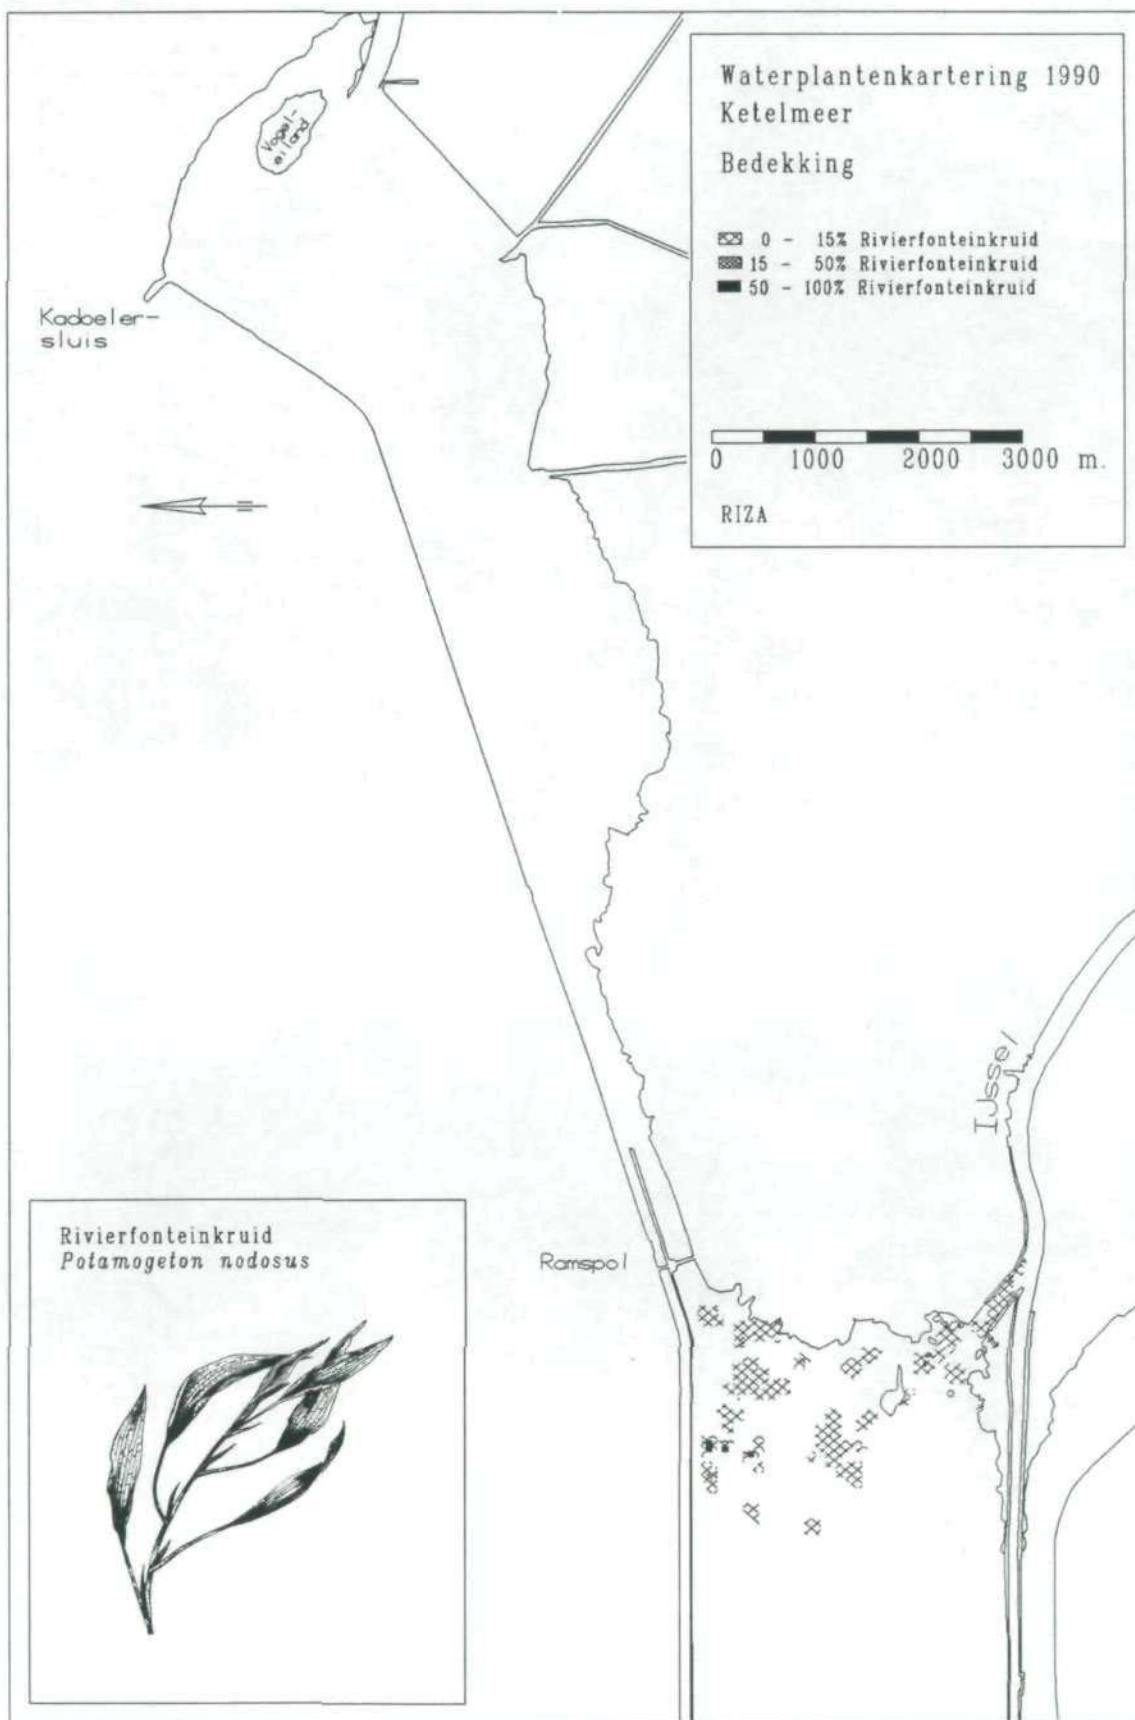 Waterplantenkartering 1990
Ketelmeer
Bedekking
0 - 15% Rivierfonteinkruid
15 - 50% Rivierfonteinkruid
50 - 100% Rivierfonteinkruid
0 1000 2000 3000 m.
RIZA
Vogel-
eiland
Kadoeler-
sluis
IJssel
Ramspol
Rivierfonteinkruid
Potamogeton nodosus